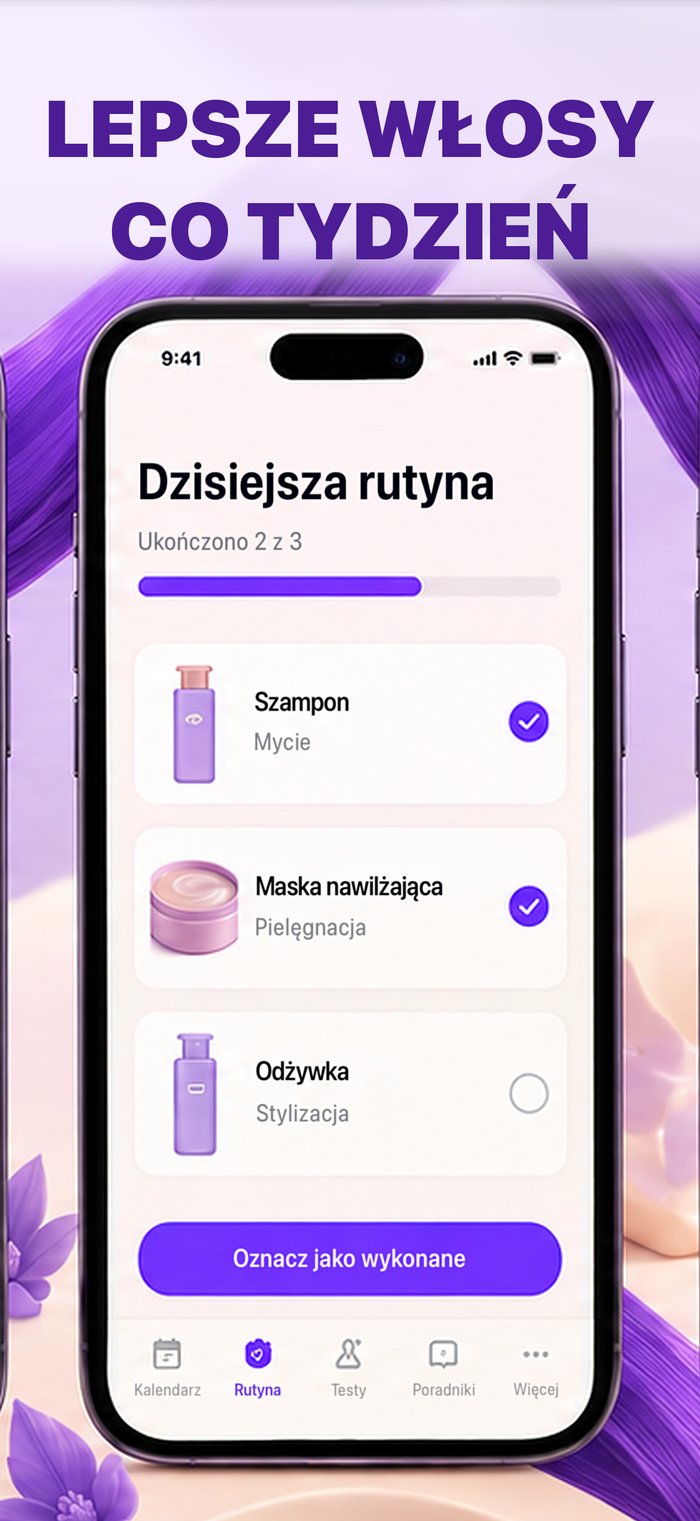 LEPSZE WŁOSY
CO TYDZIEŃ
9:41
Dzisiejsza rutyna
Ukończono 2 z 3
Szampon
Mycie
Maska nawilżająca
Pielęgnacja
Odżywka
Stylizacja
Oznacz jako wykonane
Kalendarz
Rutyna
Testy
Poradniki
Więcej